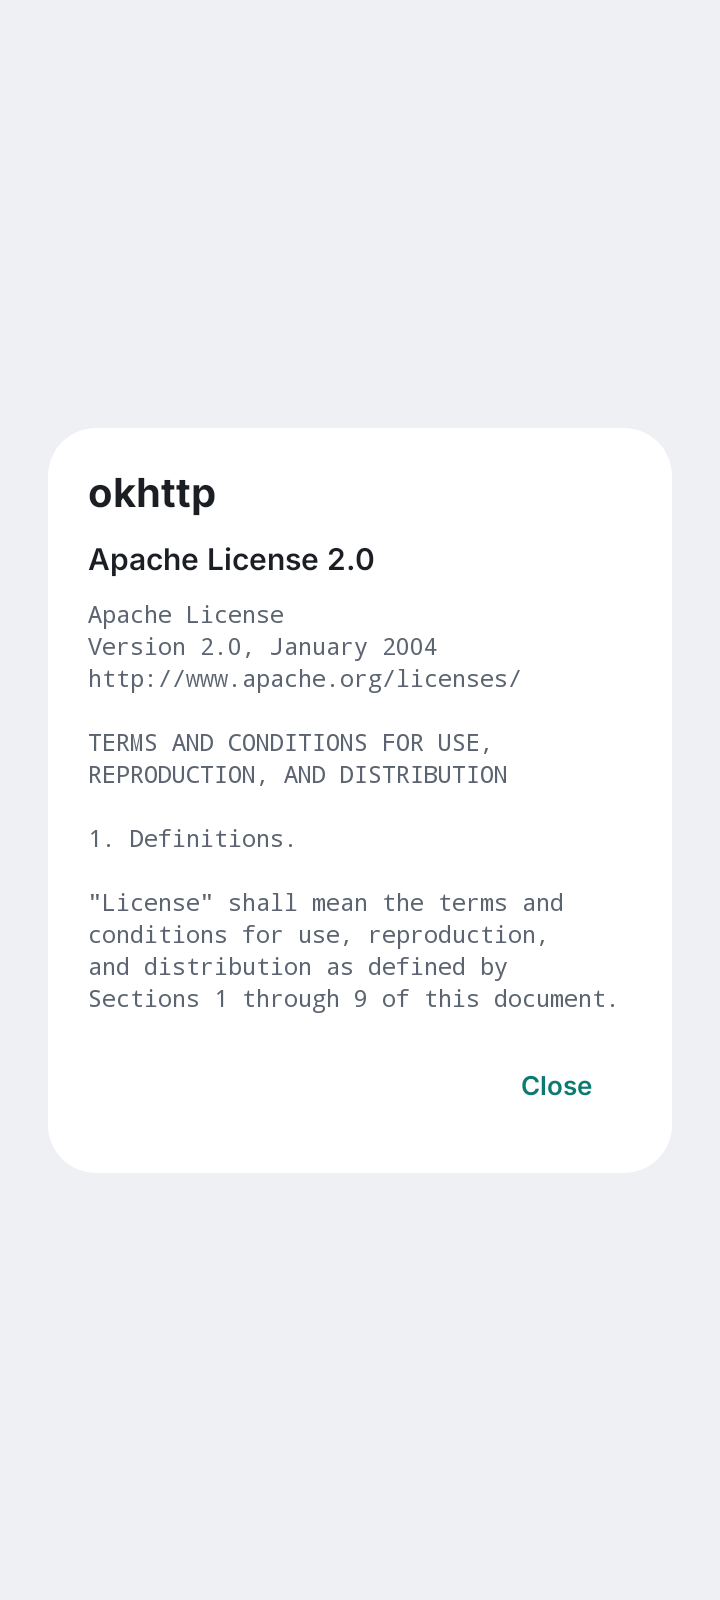 okhttp
Apache License 2.0
Apache License
Version 2.0, January 2004
http://www.apache.org/licenses/
TERMS AND CONDITIONS FOR USE,
REPRODUCTION, AND DISTRIBUTION
1. Definitions.
"License" shall mean the terms and
conditions for use, reproduction,
and distribution as defined by
Sections 1 through 9 of this document.
Close